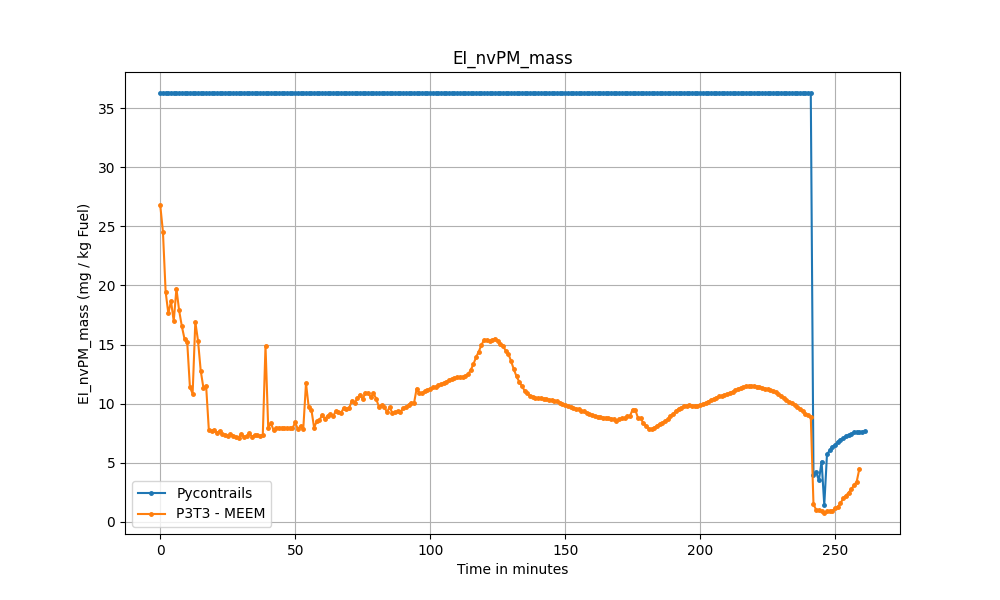 EI_nvPM_mass
EI_nvPM_mass (mg / kg Fuel)
35
30
25
20
15
10
5
0
Pycontrails
P3T3 - MEEM
0 50 100 150 200 250
Time in minutes